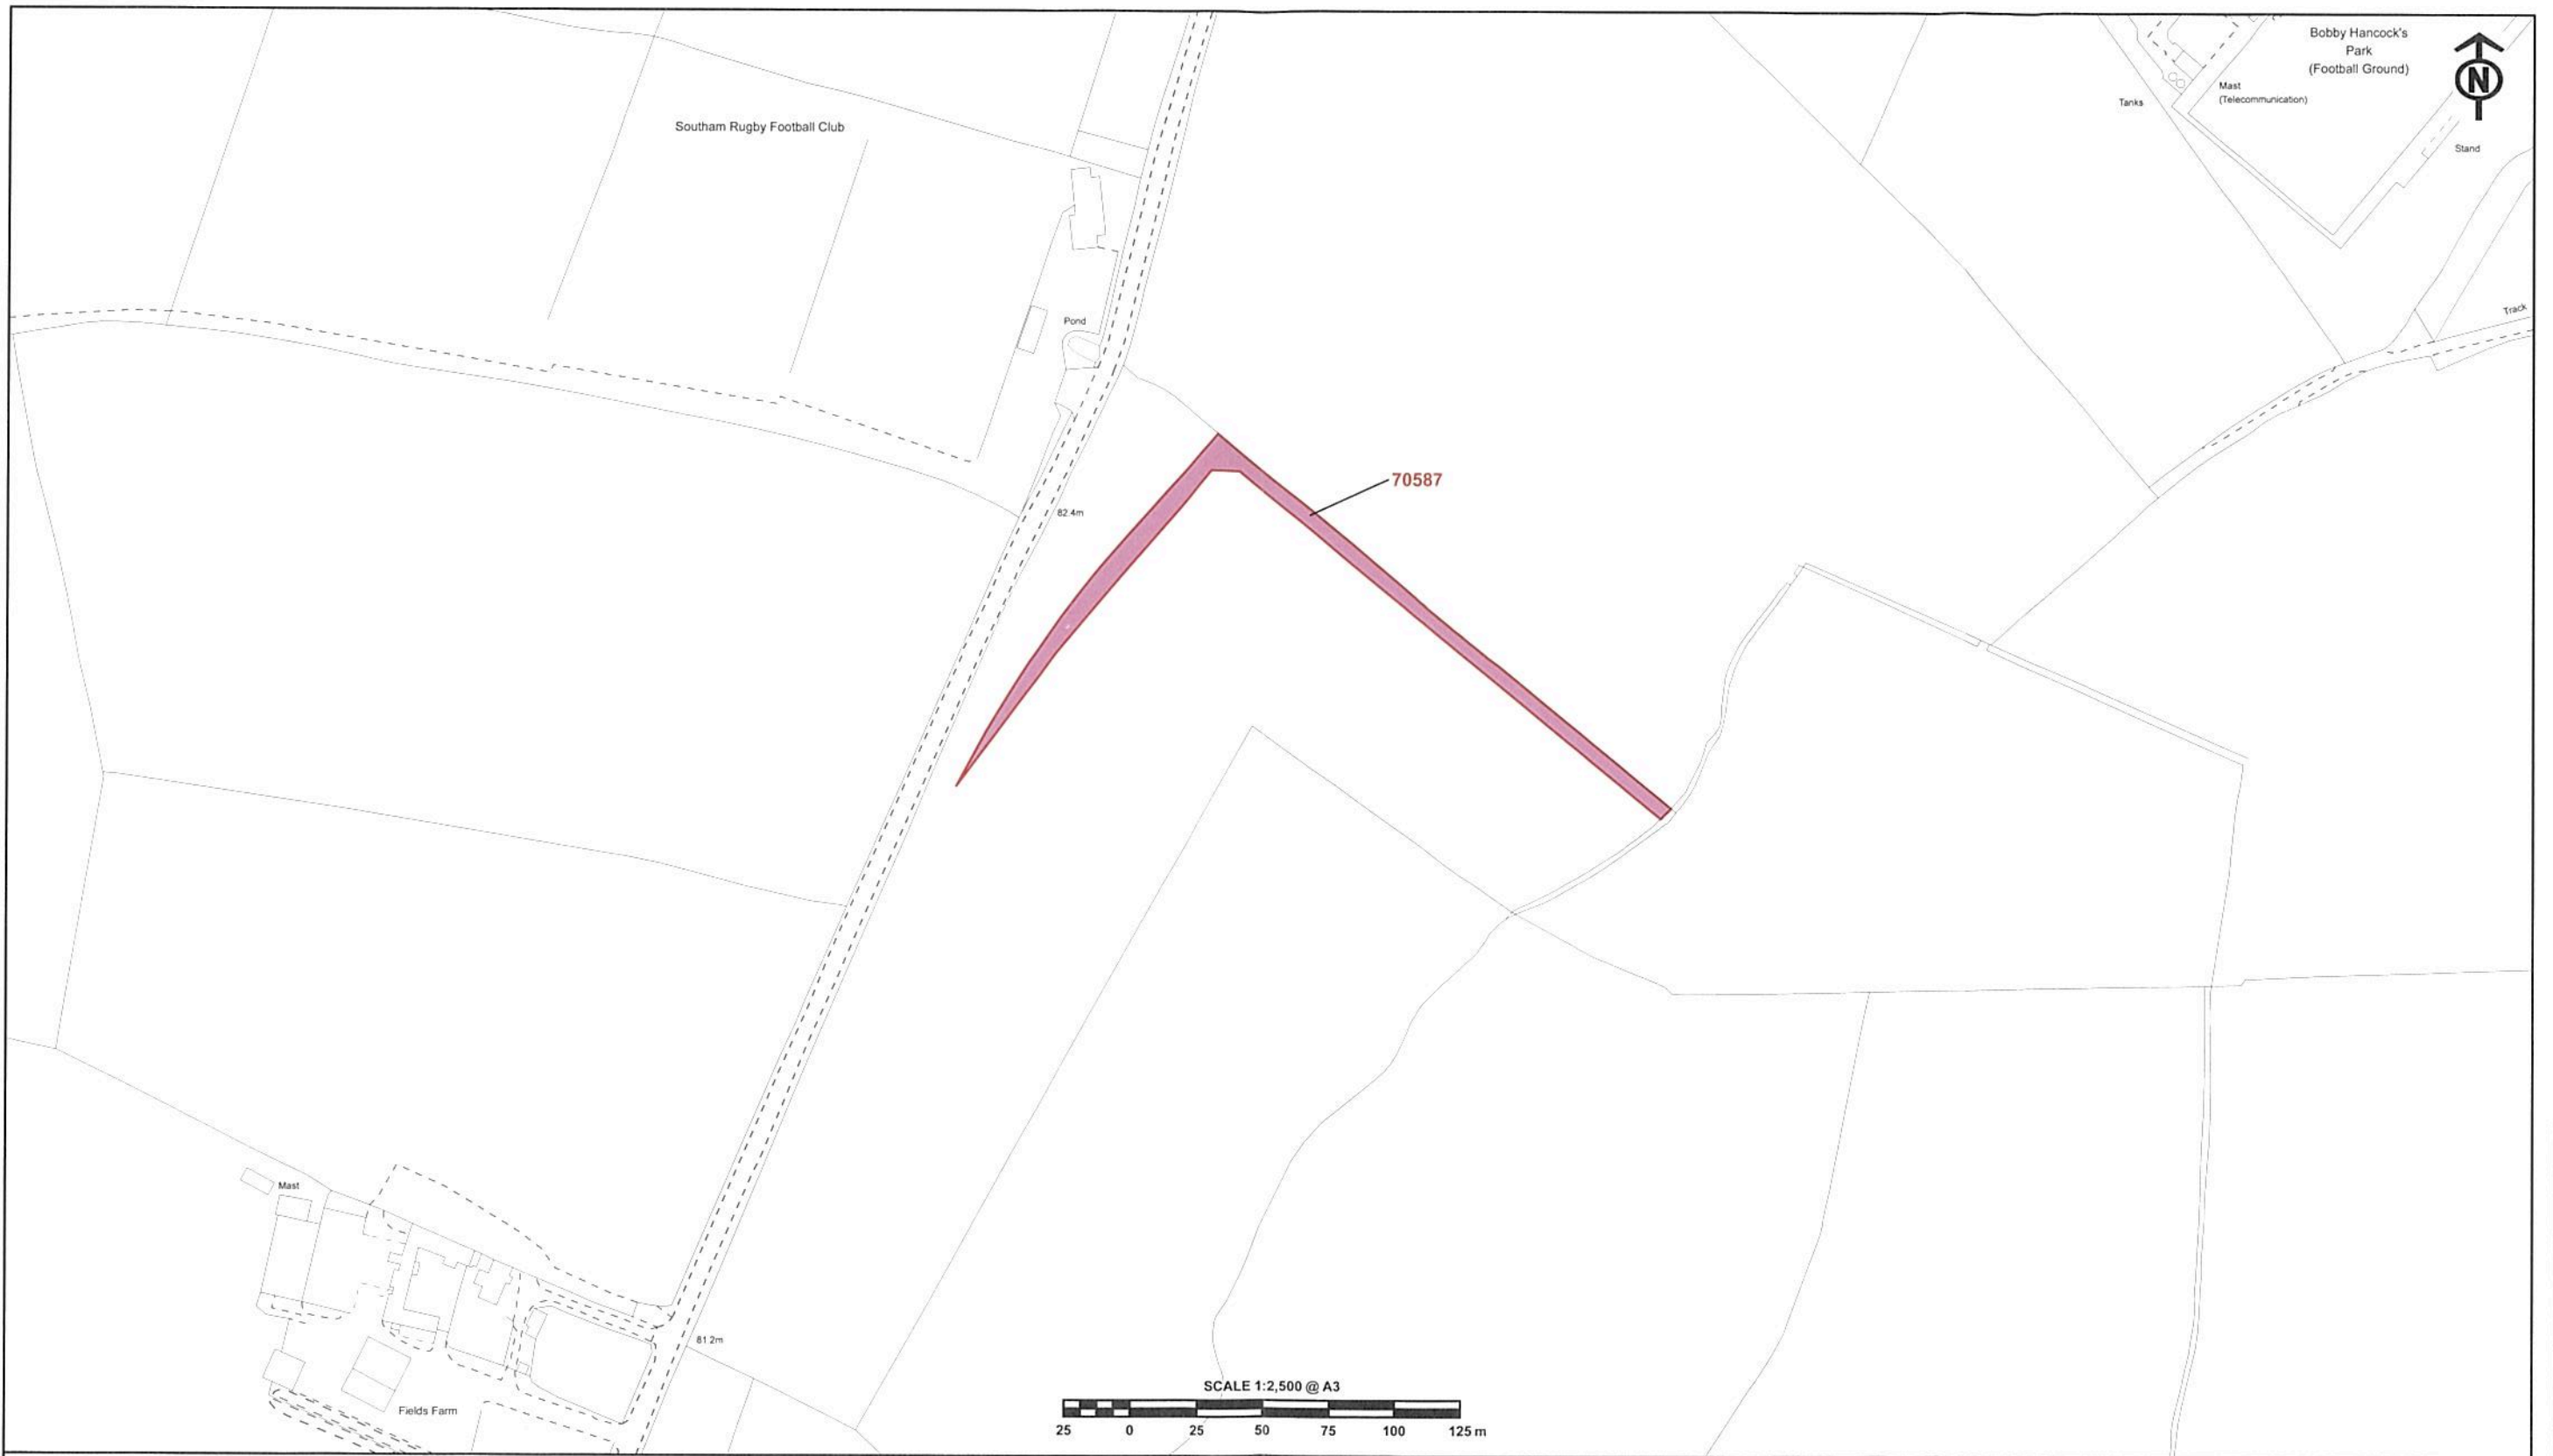 Bobby Hancock's
Park
(Football Ground)
N
Mast
(Telecommunication)
Tanks
Stand
Southam Rugby Football Club
Track
Pond
70587
82.4m
Mast
81.2m
Fields Farm
SCALE 1:2,500 @ A3
25 0 25 50 75 100 125 m